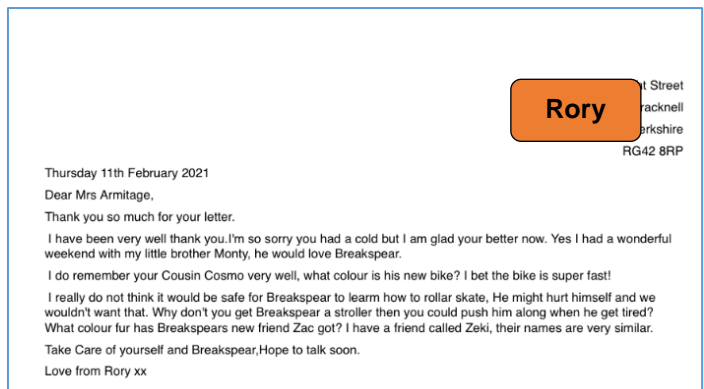 Street
Rory
RG42 8RP
Thursday 11th February 2021
Dear Mrs Armitage,
Thank you so much for your letter.
I have been very well thank you.I'm so sorry you had a cold but I am glad your better now. Yes I had a wonderful
weekend with my little brother Monty, he would love Breakspear.
I do remember your Cousin Cosmo very well, what colour is his new bike? I bet the bike is super fast!
I really do not think it would be safe for Breakspear to learm how to rollar skate, He might hurt himself and we
wouldn't want that. Why don't you get Breakspear a stroller then you could push him along when he get tired?
What colour fur has Breakspears new friend Zac got? I have a friend called Zeki, their names are very similar.
Take Care of yourself and Breakspear,Hope to talk soon.
Love from Rory xx